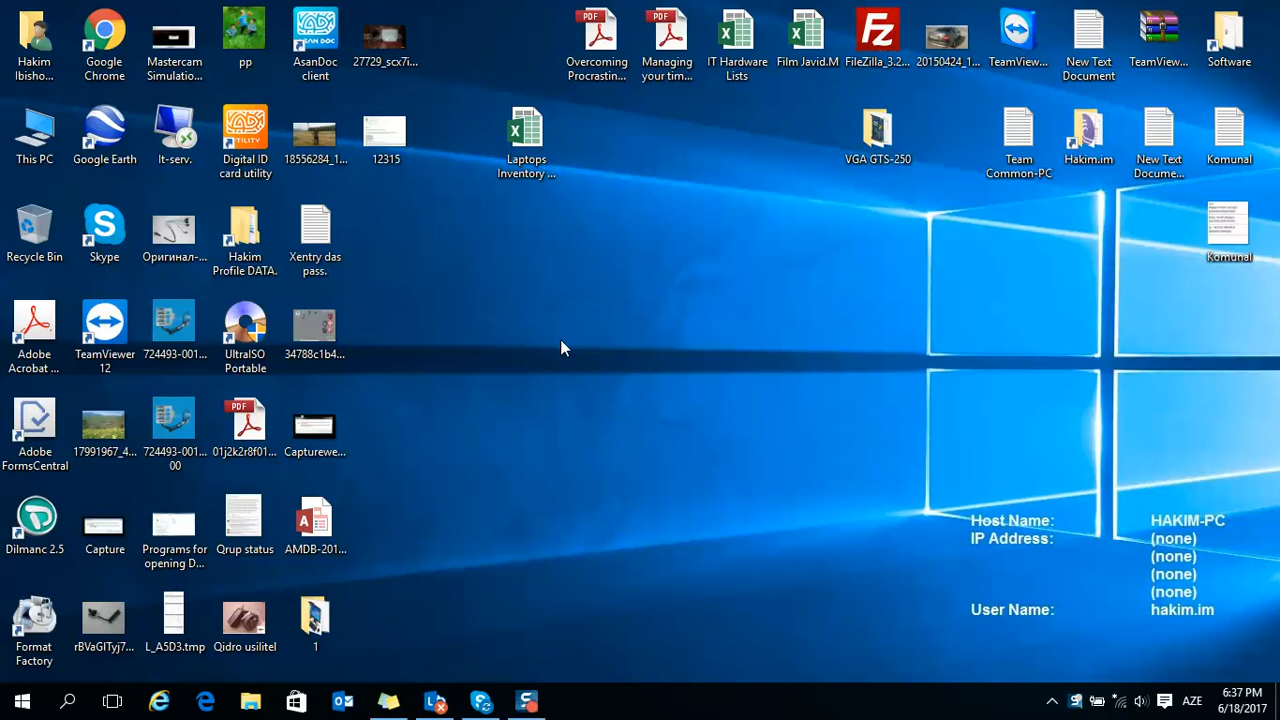 Hakim Ibisho...
Google Chrome
Mastercam Simulatio...
pp
AsanDoc client
27729_scx7i...
Overcoming Procrastin...
Managing your tim...
IT Hardware Lists
Film Javid.M
FileZilla_3.2...
20150424_1...
TeamView...
New Text Document
TeamView...
Software
This PC
Google Earth
It-serv.
Digital ID card utility
18556284_1...
12315
Laptops Inventory ...
VGA GTS-250
Team Common-PC
Hakim.im
New Text Docume...
Komunal
Recycle Bin
Skype
Оригинал-...
Hakim Profile DATA.
Xentry das pass.
Komunal
Adobe Acrobat ...
TeamViewer 12
724493-001...
UltraISO Portable
34788c1b4...
Adobe FormsCentral
17991967_4...
724493-001... 00
01j2k2r8f01...
Capturewe...
Dilmanc 2.5
Capture
Programs for opening D...
Qrup status
AMDB-201...
Format Factory
rBVaGlTyj7...
L_A5D3.tmp
Qidro usilitel
1
Host Name: HAKIM-PC
IP Address: (none)
(none)
(none)
(none)
User Name: hakim.im
AZE
6:37 PM
6/18/2017